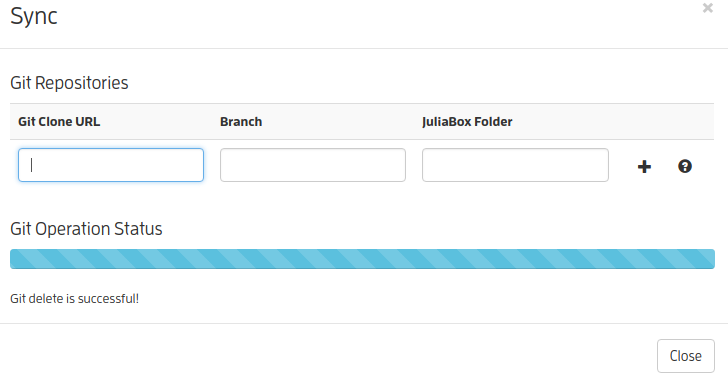 Sync
Git Repositories
Git Clone URL Branch JuliaBox Folder
Git Operation Status
Git delete is successful!
Close